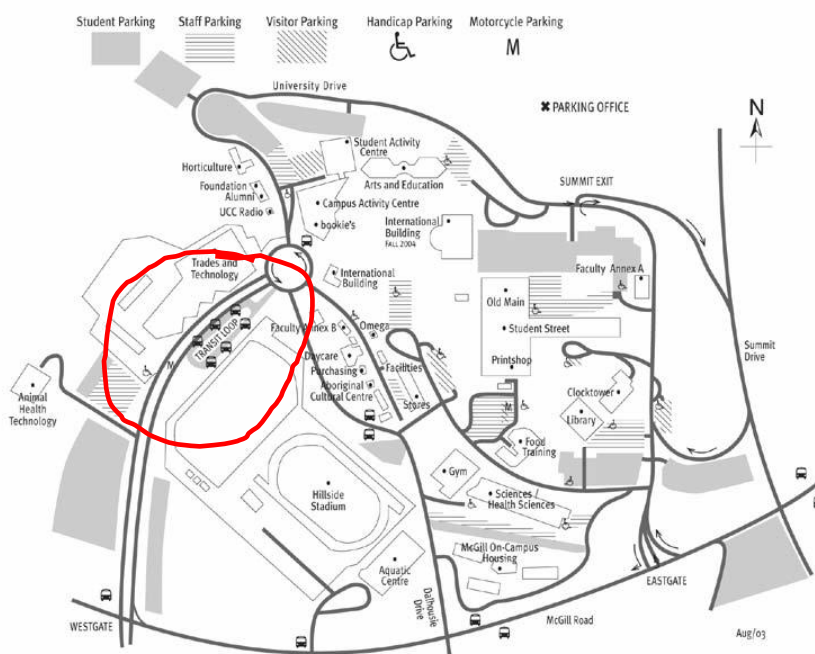 Student Parking
Staff Parking
Visitor Parking
Handicap Parking
Motorcycle Parking
M
University Drive
PARKING OFFICE
N
Student Activity
Centre
Horticulture
Arts and Education
SUMMIT EXIT
Foundation
Alumni
Campus Activity Centre
UCC Radio
bookie's
International
Building
FALL 2004
Trades and
Technology
Faculty Annex A
International
Building
Old Main
TRANSIT LOOP
Faculty Annex B
Omega
Student Street
Daycare
Facilities
Printshop
Summit
Drive
M
Purchasing
Aboriginal
Cultural Centre
Stores
Animal
Health
Technology
Clocktower
M
Library
Food
Training
Gym
Hillside
Stadium
Sciences
Health Sciences
McGill On-Campus
Housing
Aquatic
Centre
EASTGATE
Dalhousie
Drive
WESTGATE
McGill Road
Aug/03